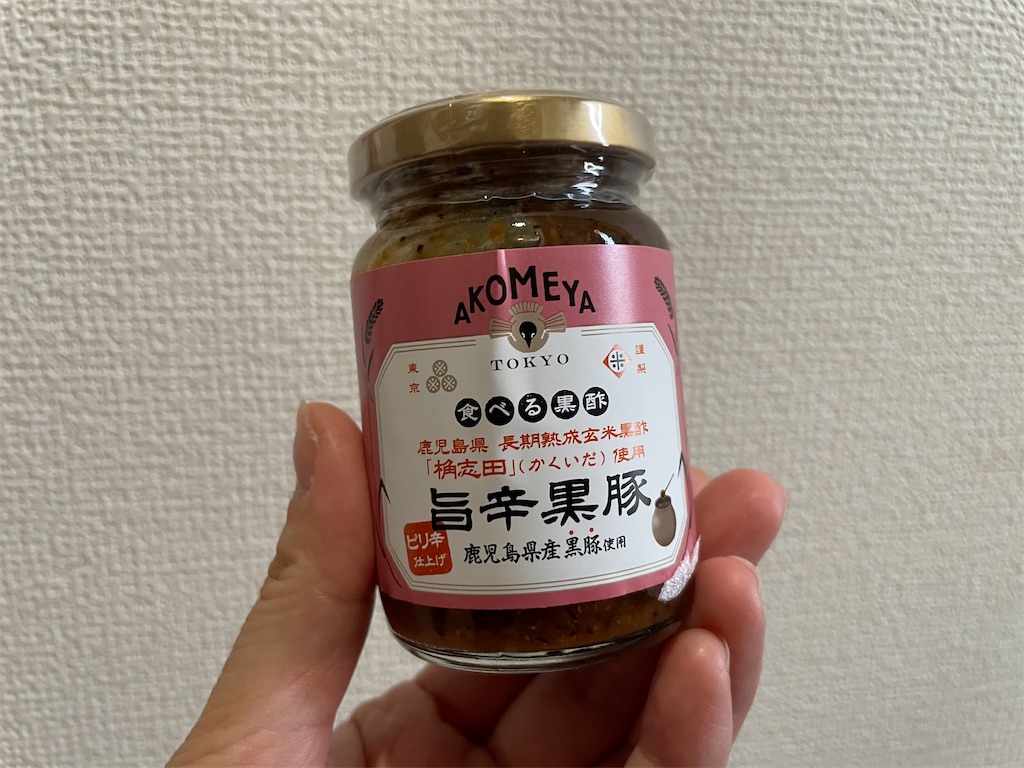 AKOMEYA
TOKYO
東京
米
謹製
食べる黒酢
鹿児島県 長期熟成玄米黒酢
「桷志田」(かくいだ) 使用
旨辛黒豚
ピリ辛
仕上げ
鹿児島県産黒豚使用